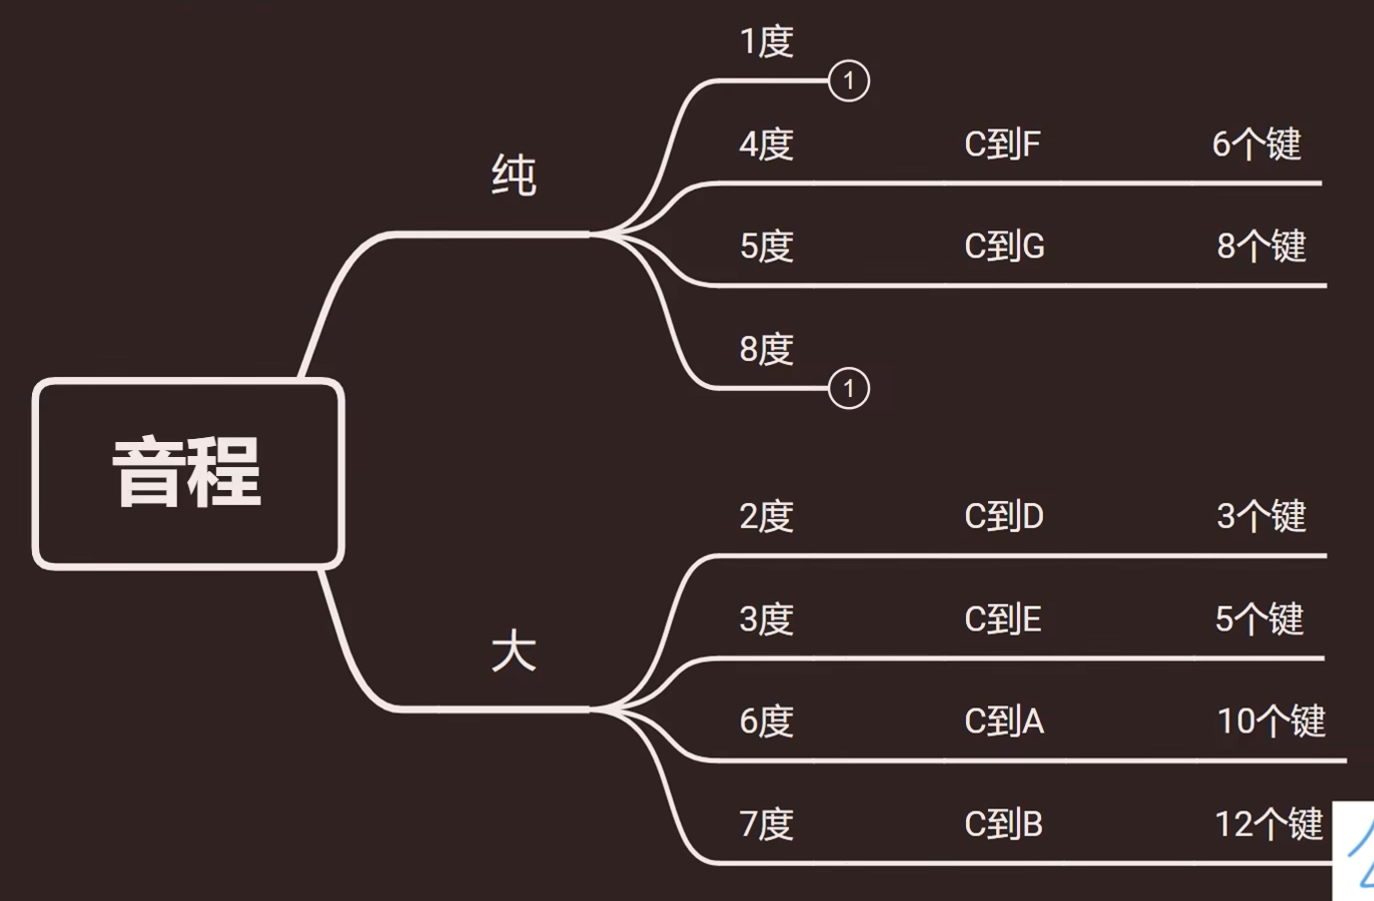 音程
纯
1度 1
4度 C到F 6个键
5度 C到G 8个键
8度 1
大
2度 C到D 3个键
3度 C到E 5个键
6度 C到A 10个键
7度 C到B 12个键